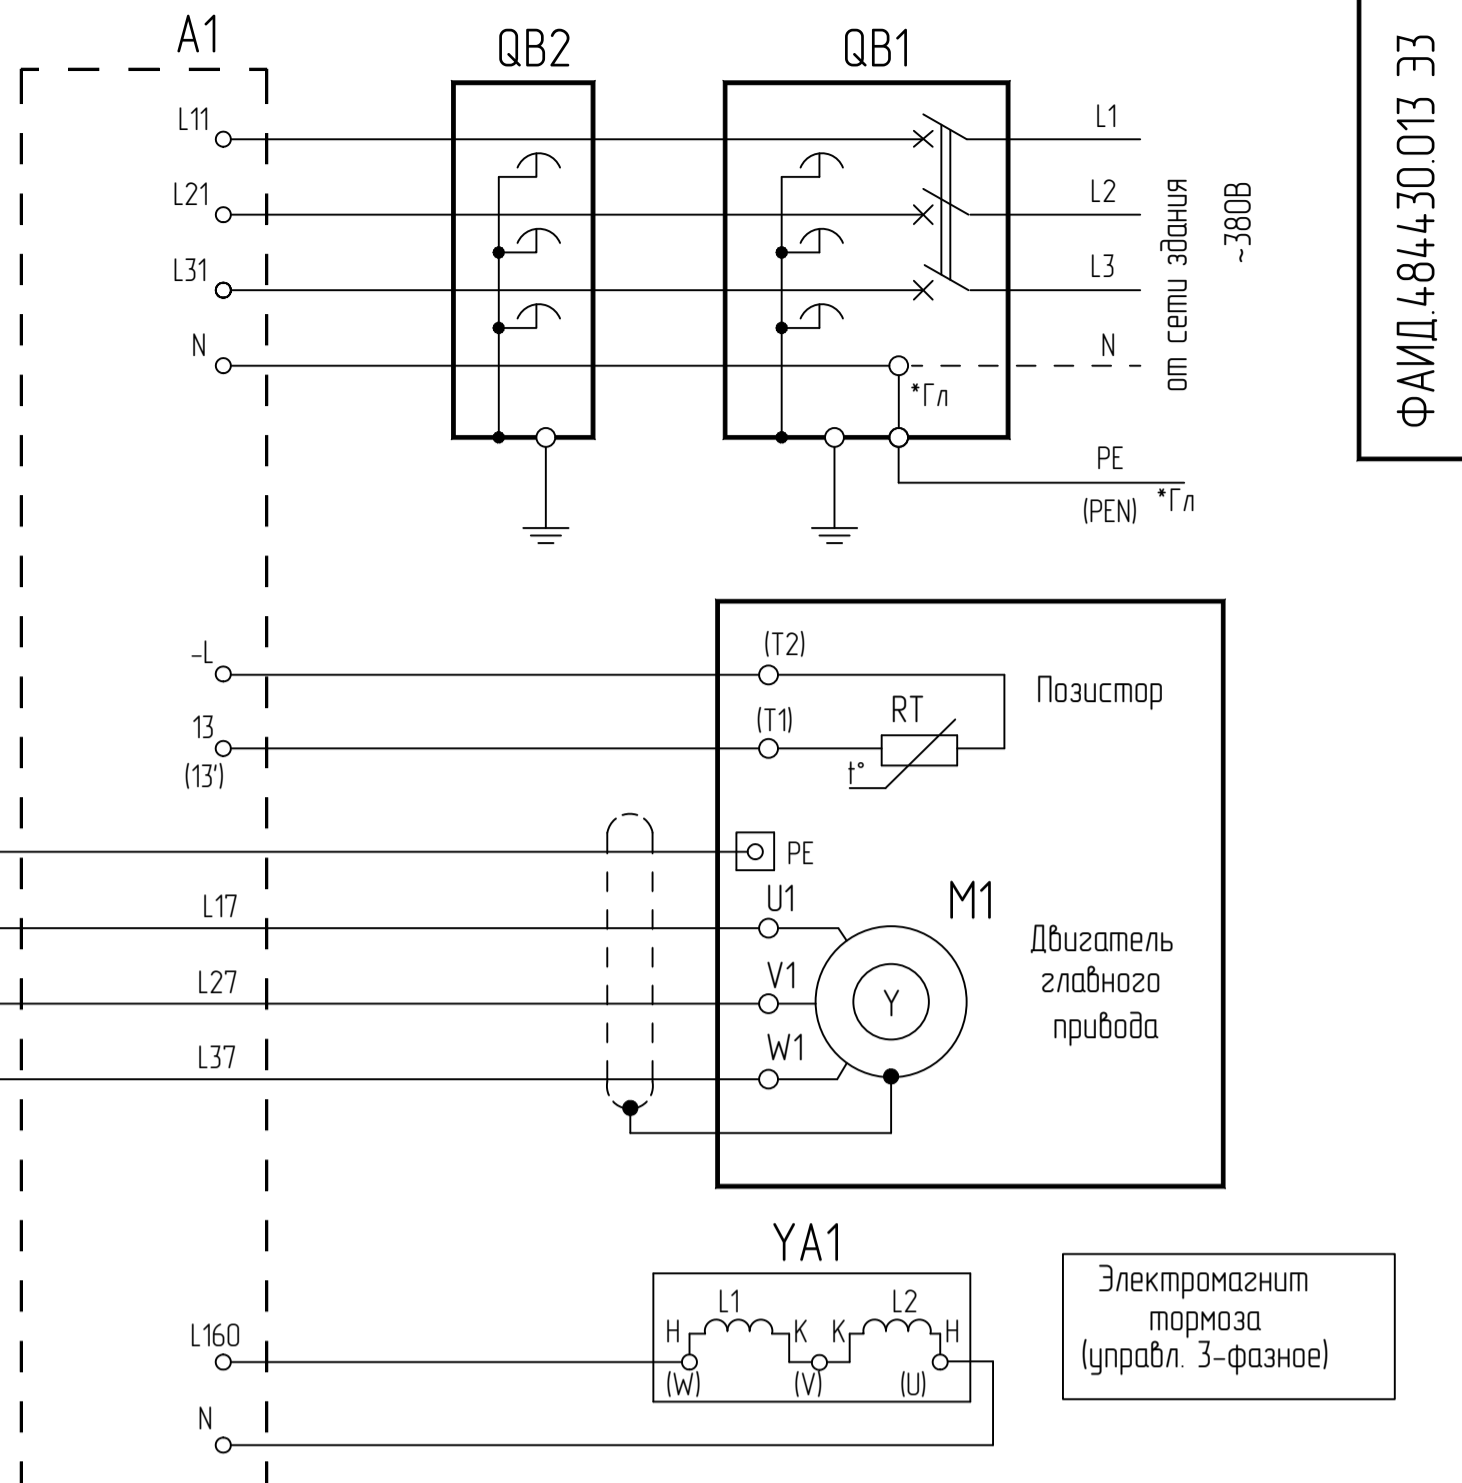 A1
QB2
QB1
ФАИД.484430.013 ЭЗ
L11
L1
L21
L2
L31
L3
N
N
от сети здания
~380В
*Гл
PE
(PEN)
*Гл
-L
(T2)
Позистор
13
(13')
(T1)
RT
t°
PE
L17
U1
M1
L27
V1
Y
Двигатель
главного
привода
L37
W1
YA1
Электромагнит
тормоза
(управл. 3-фазное)
L1
L2
L160
Н
К
К
Н
(W)
(V)
(U)
N